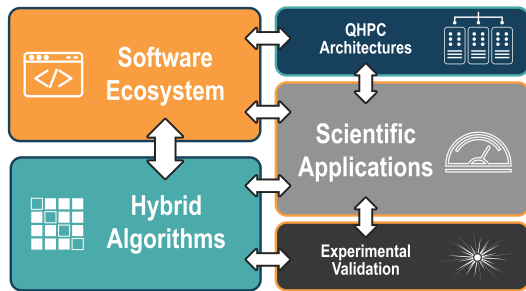 Software
Ecosystem
QHPC
Architectures
Scientific
Applications
Hybrid
Algorithms
Experimental
Validation